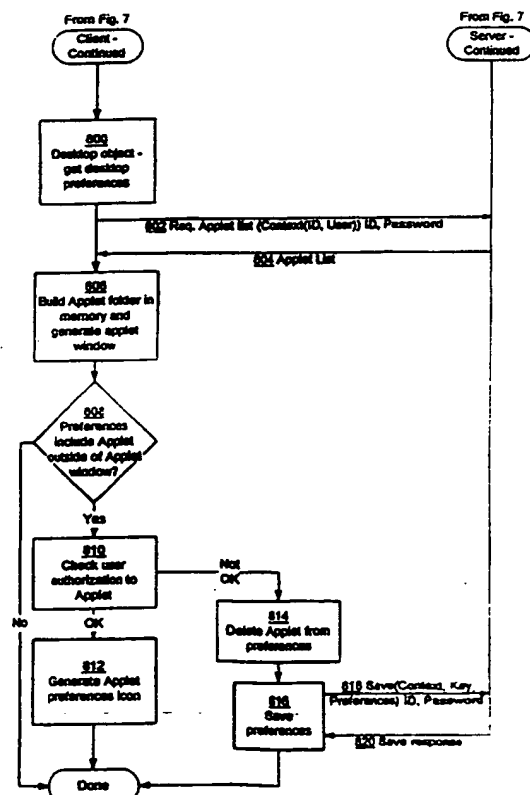 From Fig. 7
Client -
Continued
From Fig. 7
Server -
Continued
800
Desktop object -
get desktop
preferences
802 Req. Applet list (Context(ID, User)) ID, Password
804 Applet List
806
Build Applet folder in
memory and
generate applet
window
Preferences
include Applet
outside of Applet
window?
Yes
810
Check user
authorization to
Applet
Not
OK
No
OK
814
Delete Applet from
preferences
812
Generate Applet
preferences icon
816
Save
preferences
818 Save(Context, Key,
Preferences) ID, Password
820 Save response
Done